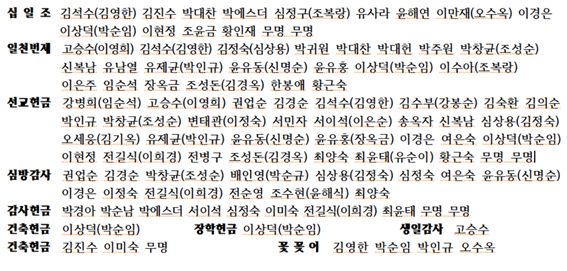 십 일 조 김석수(김영한) 김진수 박대찬 박에스더 심정구(조복랑) 유사라 윤해연 이만재(오수옥) 이경은
이상덕(박순임) 이현정 조윤금 황인재 무명 무명
일천번제 고승수(이영희) 김석수(김영한) 김정숙(심상용) 박귀원 박대찬 박대헌 박주원 박창균(조성순)
신복남 유남열 유제균(박인규) 윤유동(신명순) 윤유홍 이상덕(박순임) 이수아(조복랑)
이은주 임순석 장옥금 조성돈(김경옥) 한봉애 황근숙
선교헌금 강병희(임순석) 고승수(이영희) 권업순 김경순 김석수(김영한) 김수부(강봉순) 김숙환 김의순
박인규 박창균(조성순) 변태관(이정숙) 서민자 서이석(이은순) 송옥자 신복남 심상용(김정숙)
오세웅(김기옥) 유제균(박인규) 윤유동(신명순) 윤유홍(장옥금) 이경은 여은숙 이상덕(박순임)
이현정 전길식(이희경) 전병구 조성돈(김경옥) 최양숙 최윤태(유순이) 황근숙 무명 무명
심방감사 권업순 김경순 박창균(조성순) 배인영(박순규) 심상용(김정숙) 심정숙 여은숙 윤유동(신명순)
이경은 이정숙 전길식(이희경) 전순영 조수현(윤해식) 최양숙
감사헌금 박경아 박순남 박에스더 서이석 심정숙 이미숙 전길식(이희경) 최윤태 무명 무명
건축헌금 이상덕(박순임) 장학헌금 이상덕(박순임) 생일감사 고승수
건축헌금 김진수 이미숙 무명 꽃 꽂 이 김영한 박순임 박인규 오수옥